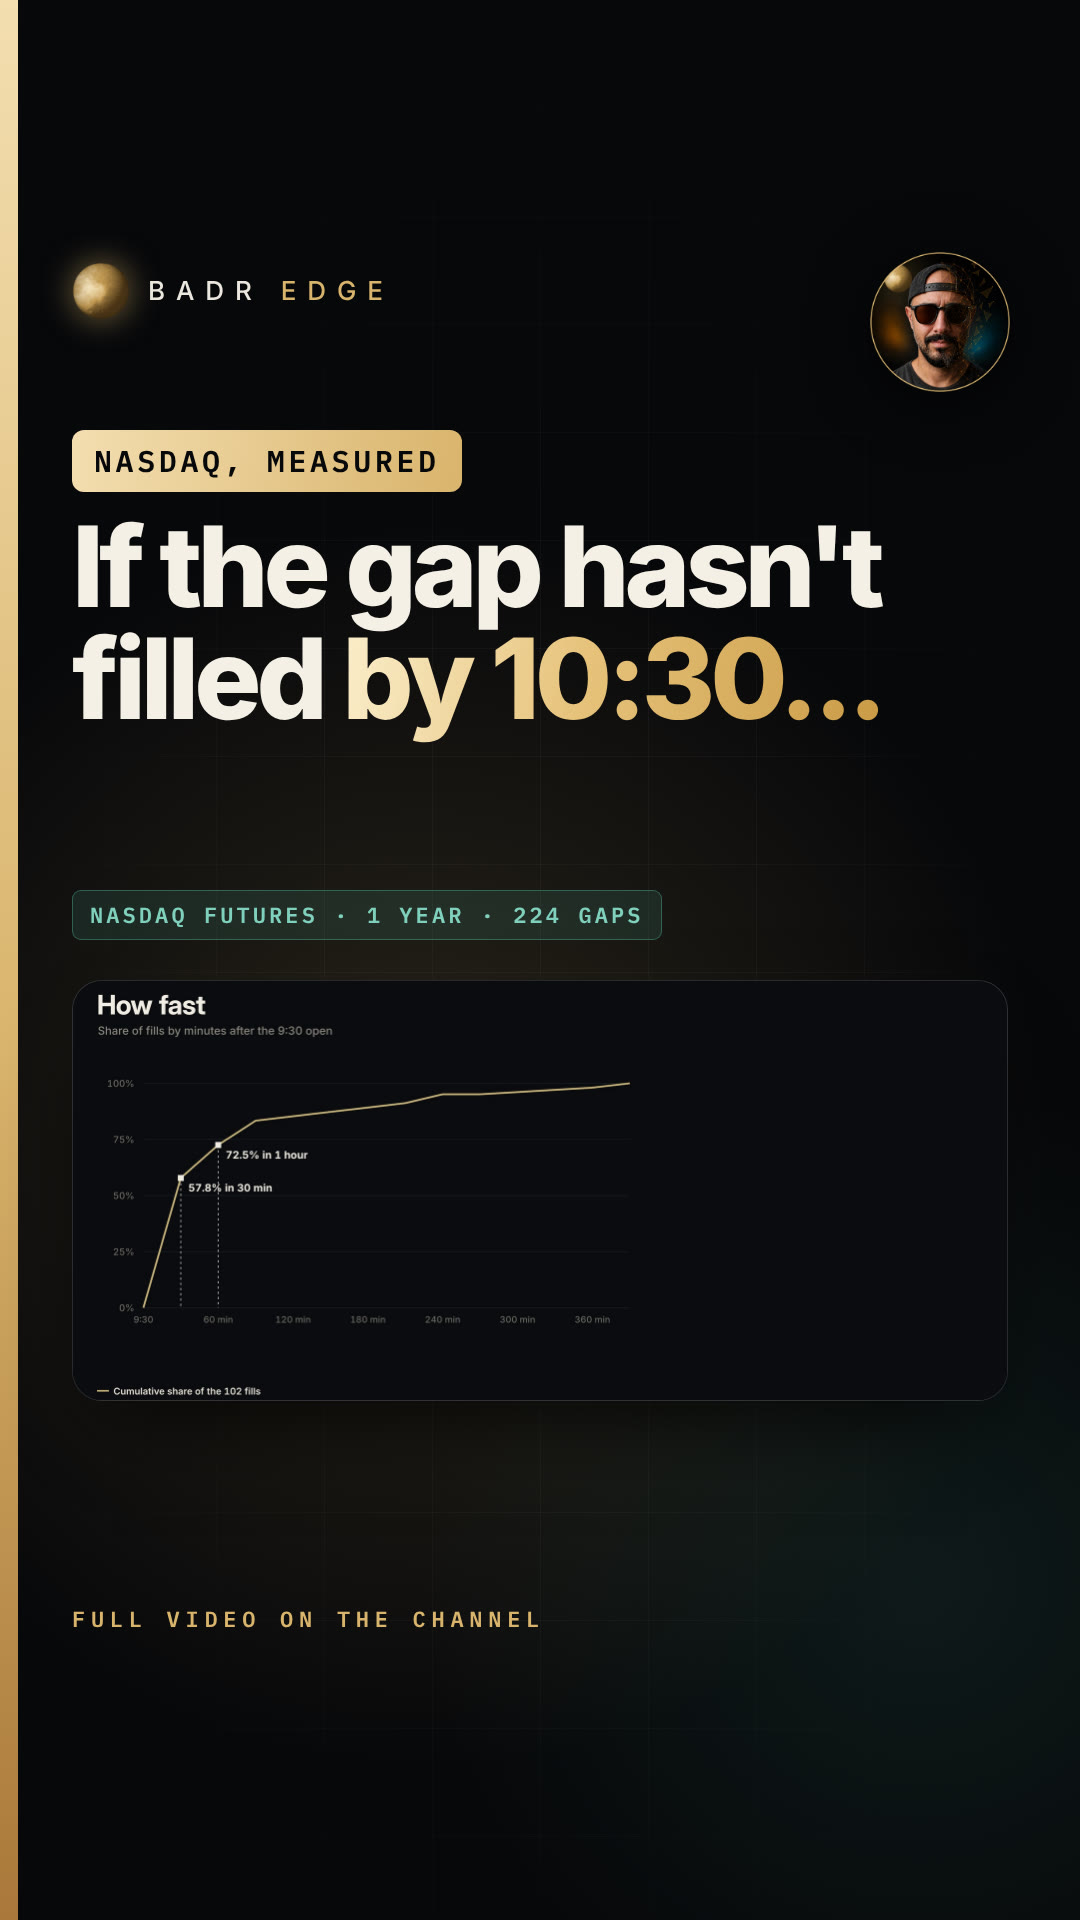 BADR EDGE
NASDAQ, MEASURED
If the gap hasn't
filled by 10:30...
NASDAQ FUTURES · 1 YEAR · 224 GAPS
How fast
Share of fills by minutes after the 9:30 open
100%
75%
72.5% in 1 hour
57.8% in 30 min
50%
25%
0%
9:30 60 min 120 min 180 min 240 min 300 min 360 min
Cumulative share of the 102 fills
FULL VIDEO ON THE CHANNEL